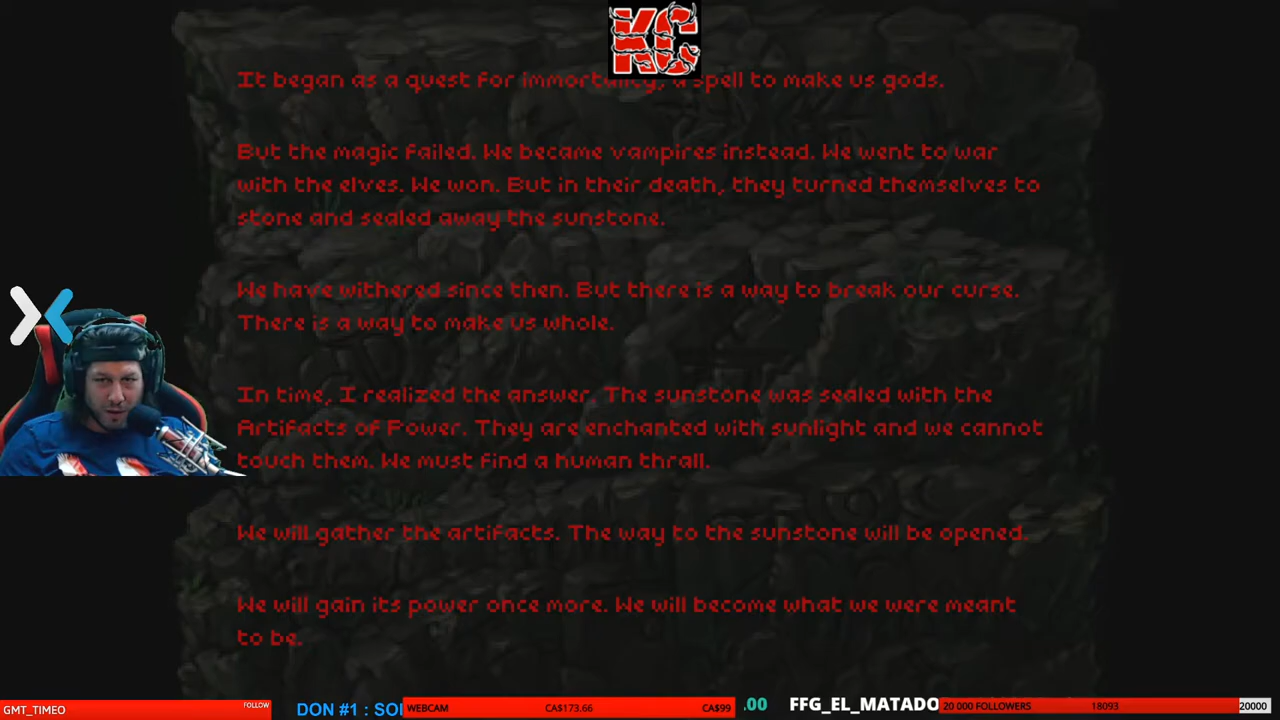 KC
It began as a quest for immortality, a spell to make us gods.
But the magic failed. We became vampires instead. We went to war
with the elves. We won. But in their death, they turned themselves to
stone and sealed away the sunstone.
We have withered since then. But there is a way to break our curse.
There is a way to make us whole.
In time, I realized the answer. The sunstone was sealed with the
Artifacts of Power. They are enchanted with sunlight and we cannot
touch them. We must find a human thrall.
We will gather the artifacts. The way to the sunstone will be opened.
We will gain its power once more. We will become what we were meant
to be.
GMT_TIMEO FOLLOW DON #1 : WEBCAM CA$173.66 CA$99 .00 FFG_EL_MATADO 20 000 FOLLOWERS 18093 20000